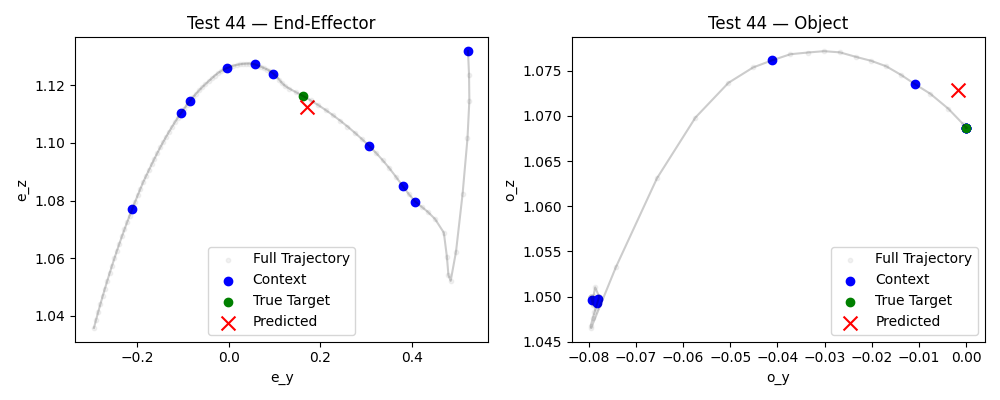 Test 44 — End-Effector
e_z
1.12
1.10
1.08
1.06
1.04
−0.2
0.0
0.2
0.4
e_y
Full Trajectory
Context
True Target
Predicted
Test 44 — Object
o_z
1.075
1.070
1.065
1.060
1.055
1.050
1.045
−0.08
−0.07
−0.06
−0.05
−0.04
−0.03
−0.02
−0.01
0.00
o_y
Full Trajectory
Context
True Target
Predicted